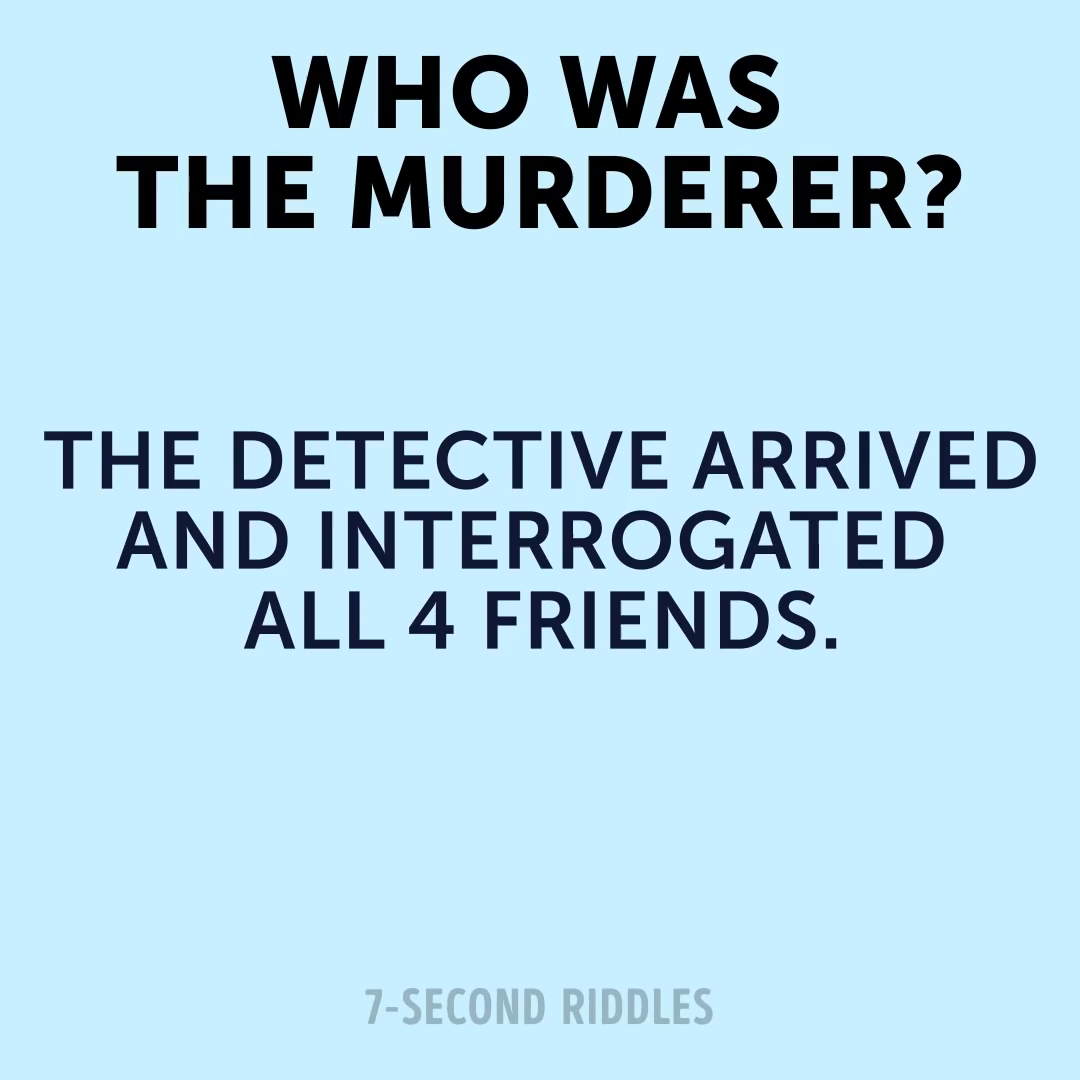 WHO WAS
THE MURDERER?
THE DETECTIVE ARRIVED
AND INTERROGATED
ALL 4 FRIENDS.
7-SECOND RIDDLES